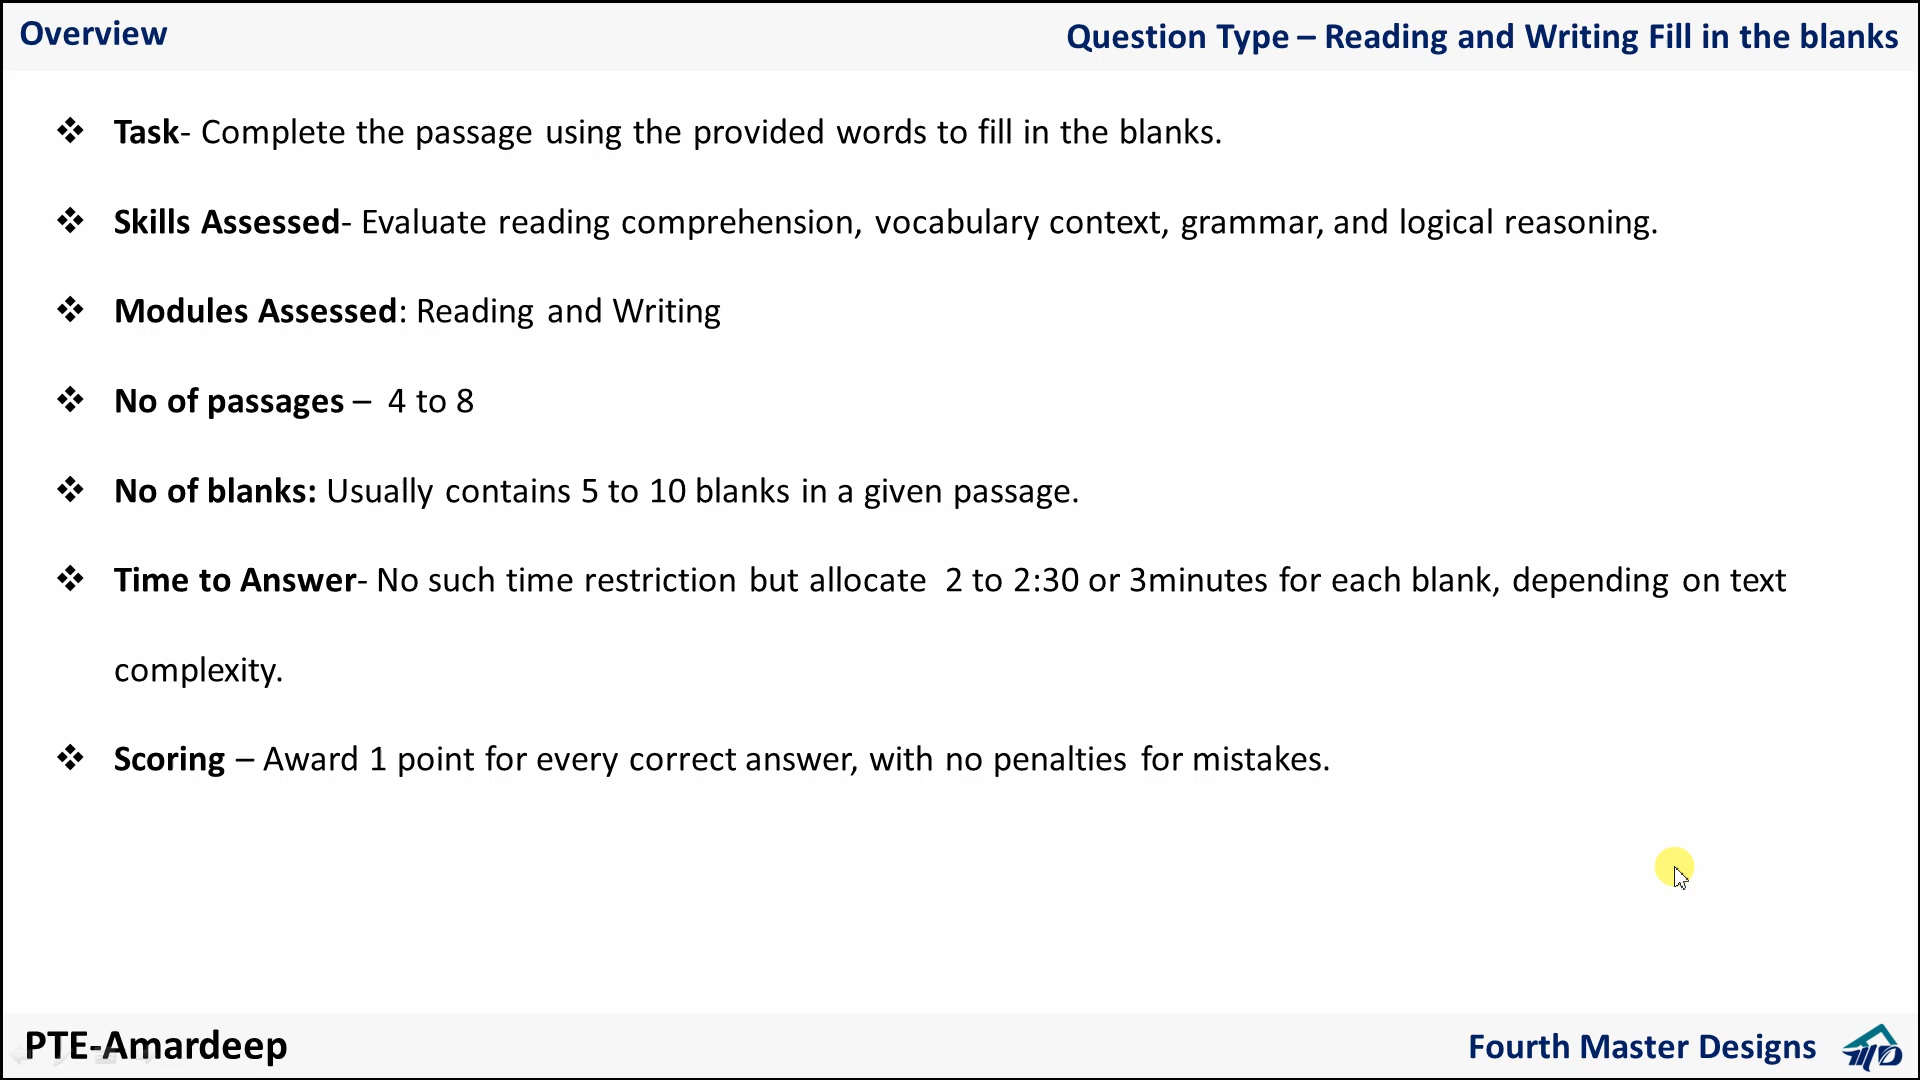 Overview
Question Type – Reading and Writing Fill in the blanks
❖ Task- Complete the passage using the provided words to fill in the blanks.
❖ Skills Assessed- Evaluate reading comprehension, vocabulary context, grammar, and logical reasoning.
❖ Modules Assessed: Reading and Writing
❖ No of passages – 4 to 8
❖ No of blanks: Usually contains 5 to 10 blanks in a given passage.
❖ Time to Answer- No such time restriction but allocate 2 to 2:30 or 3minutes for each blank, depending on text
complexity.
❖ Scoring – Award 1 point for every correct answer, with no penalties for mistakes.
PTE-Amardeep
Fourth Master Designs